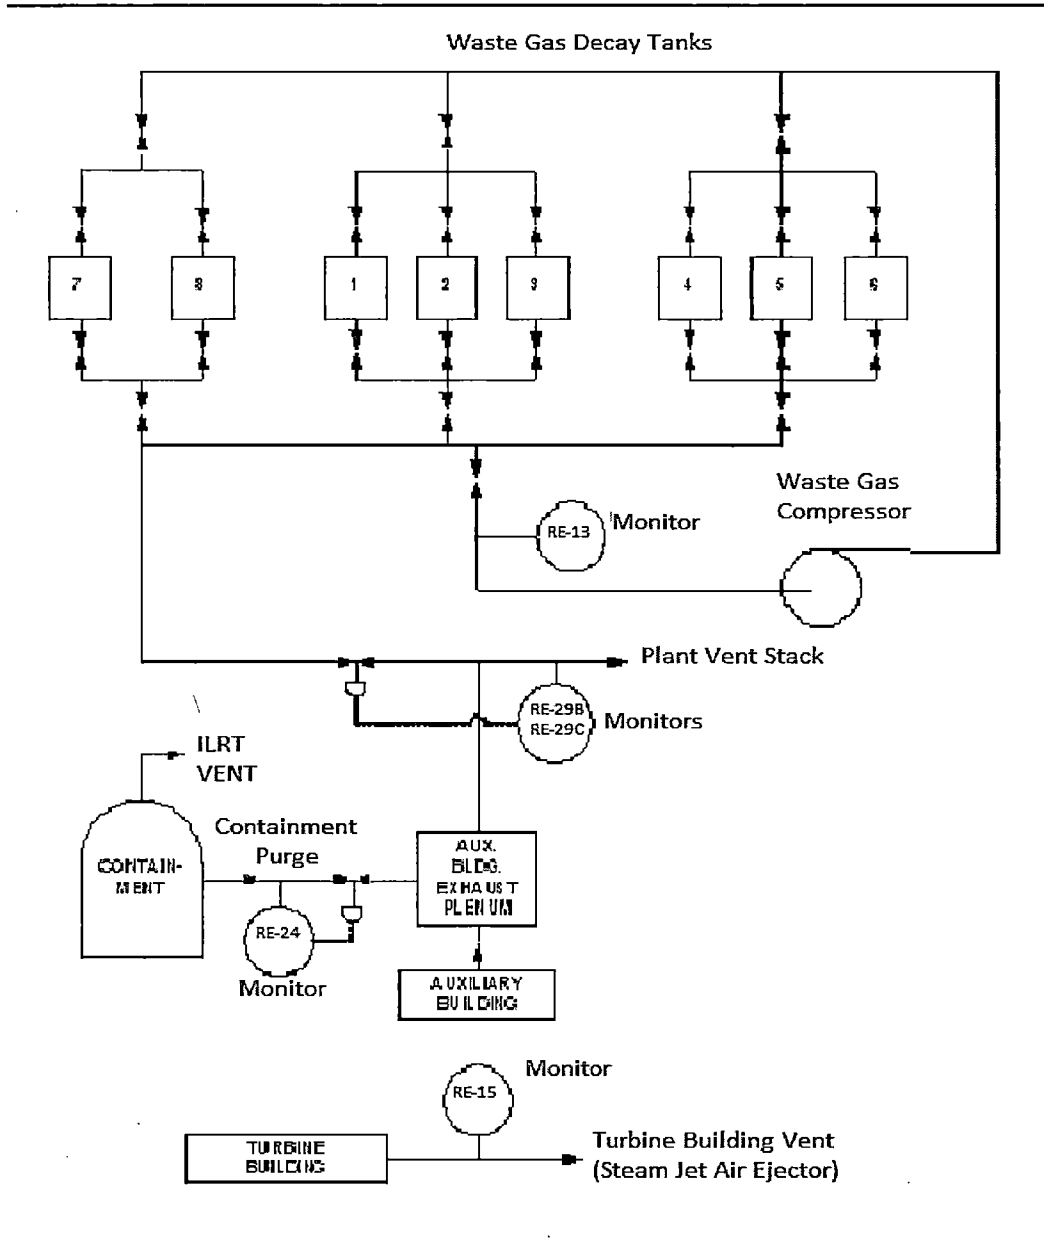 Waste Gas Decay Tanks
7
8
1
2
3
4
5
6
Waste Gas
Compressor
RE-13
Monitor
Plant Vent Stack
RE-29B
RE-29C
Monitors
ILRT
VENT
Containment
Purge
CONTAIN-
MENT
AUX.
BLDG.
EXHAUST
PLENUM
RE-24
Monitor
AUXILIARY
BUILDING
Monitor
RE-15
TURBINE
BUILDING
Turbine Building Vent
(Steam Jet Air Ejector)